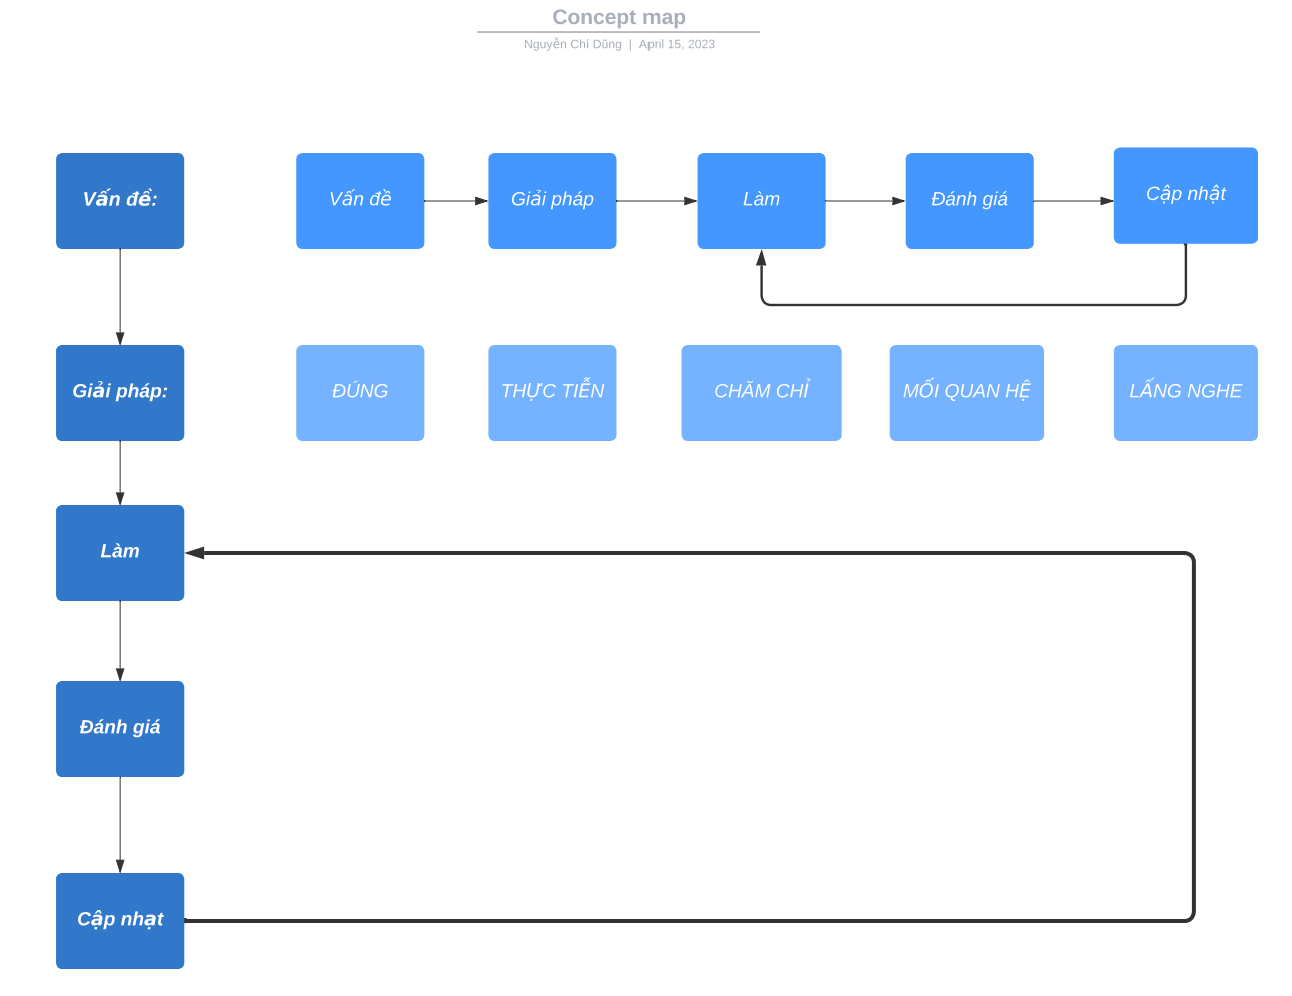 Concept map
Nguyễn Chí Dũng | April 15, 2023
Vấn đề:
Vấn đề
Giải pháp
Làm
Đánh giá
Cập nhật
Giải pháp:
ĐÚNG
THỰC TIỄN
CHĂM CHỈ
MỐI QUAN HỆ
LẤNG NGHE
Làm
Đánh giá
Cập nhạt